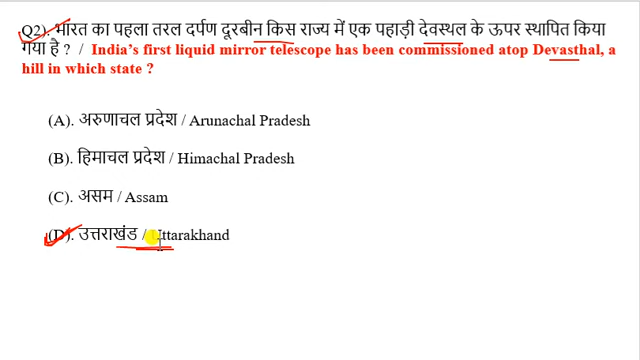 Q2). भारत का पहला तरल दर्पण दूरबीन किस राज्य में एक पहाड़ी देवस्थल के ऊपर स्थापित किया
गया है ? / India's first liquid mirror telescope has been commissioned atop Devasthal, a
hill in which state ?
(A). अरुणाचल प्रदेश / Arunachal Pradesh
(B). हिमाचल प्रदेश / Himachal Pradesh
(C). असम / Assam
(D). उत्तराखंड / Uttarakhand